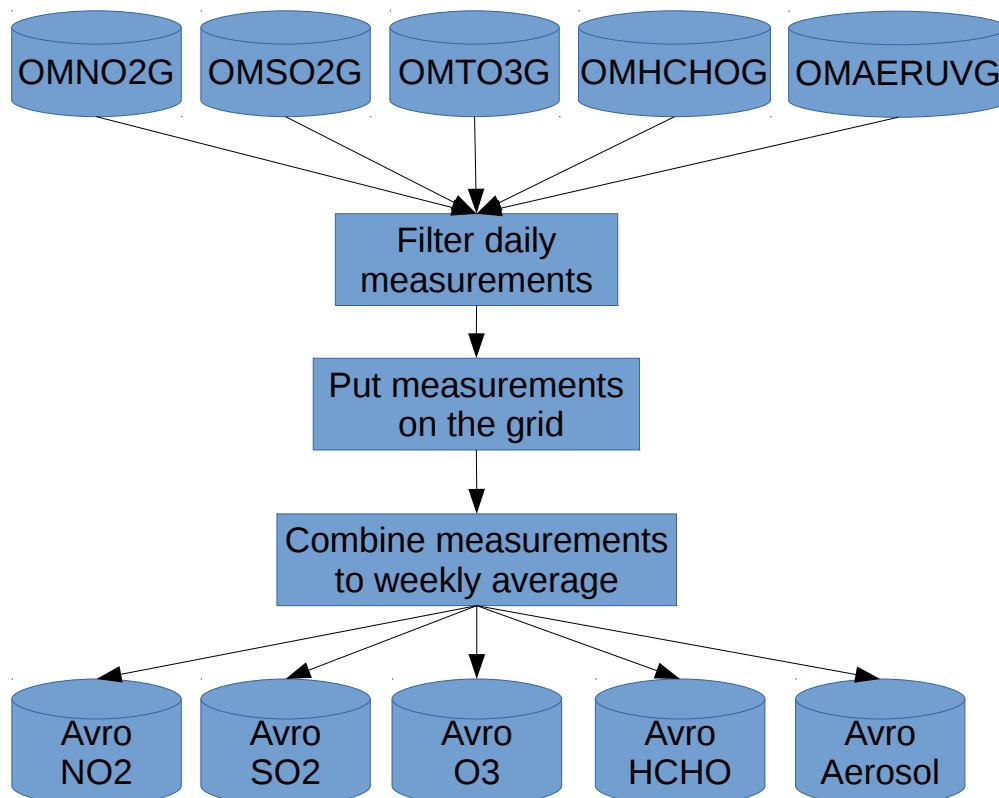 OMNO2G
OMSO2G
OMTO3G
OMHCHOG
OMAERUVG
Filter daily
measurements
Put measurements
on the grid
Combine measurements
to weekly average
Avro
NO2
Avro
SO2
Avro
O3
Avro
HCHO
Avro
Aerosol